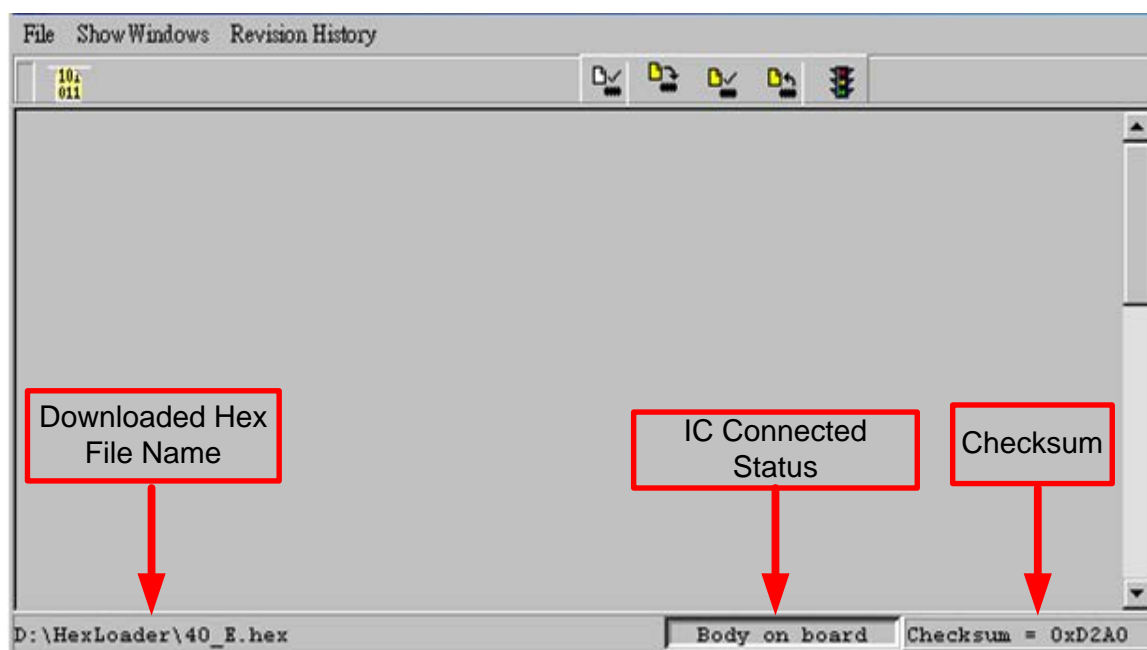 File Show Windows Revision History
101
011
Downloaded Hex
File Name
IC Connected
Status
Checksum
D:\HexLoader\40_E.hex
Body on board
Checksum = 0xD2A0